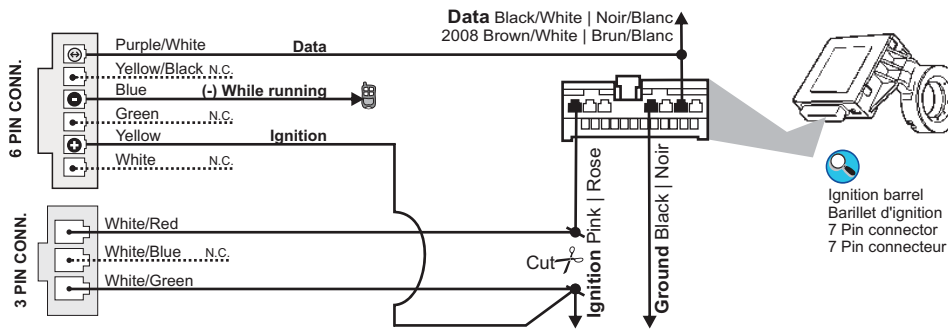 Data Black/White | Noir/Blanc
2008 Brown/White | Brun/Blanc
6 PIN CONN.
Purple/White Data
Yellow/Black N.C.
Blue (-) While running
Green N.C.
Yellow Ignition
White N.C.
3 PIN CONN.
White/Red
White/Blue N.C.
White/Green
Cut
Ignition Pink | Rose
Ground Black | Noir
Ignition barrel
Barillet d'ignition
7 Pin connector
7 Pin connecteur